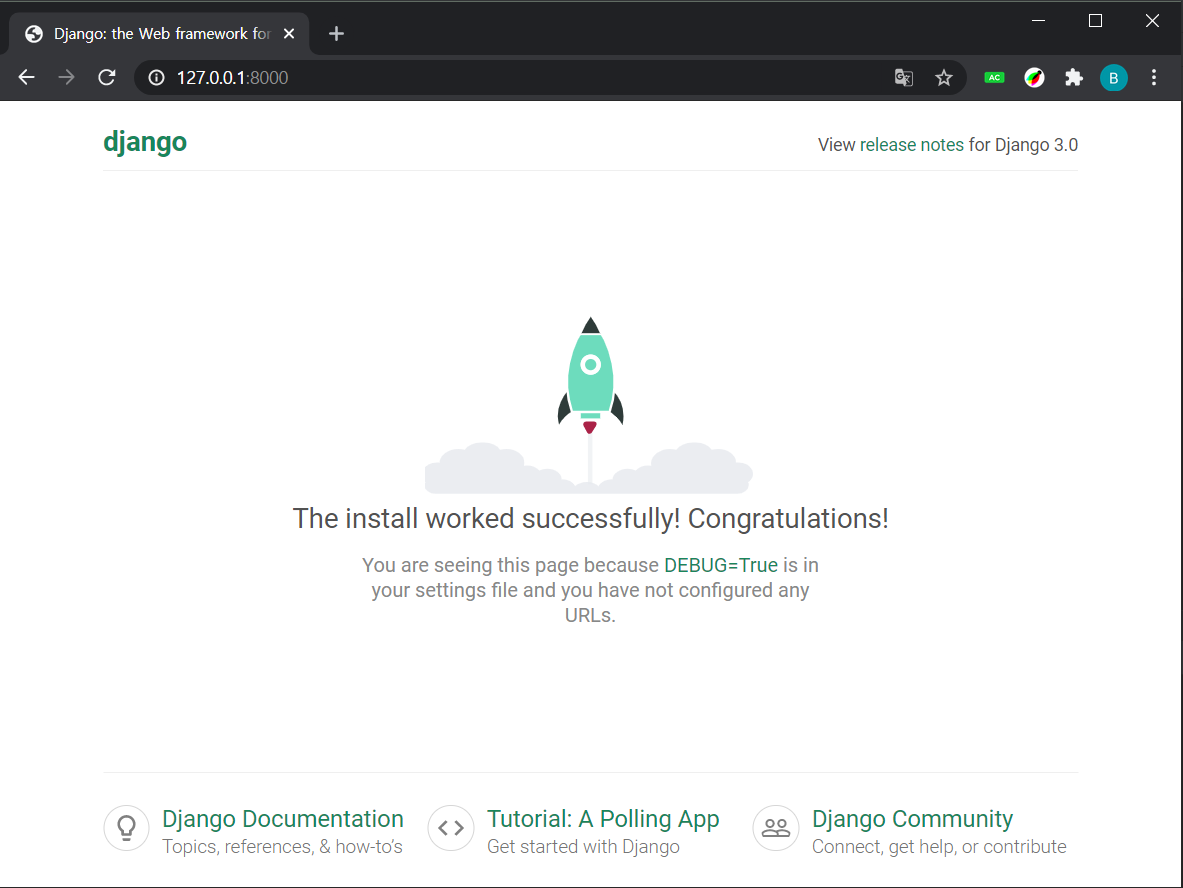 Django: the Web framework for
127.0.0.1:8000
AC
B
django
View release notes for Django 3.0
The install worked successfully! Congratulations!
You are seeing this page because DEBUG=True is in
your settings file and you have not configured any
URLs.
Django Documentation
Topics, references, & how-to's
Tutorial: A Polling App
Get started with Django
Django Community
Connect, get help, or contribute